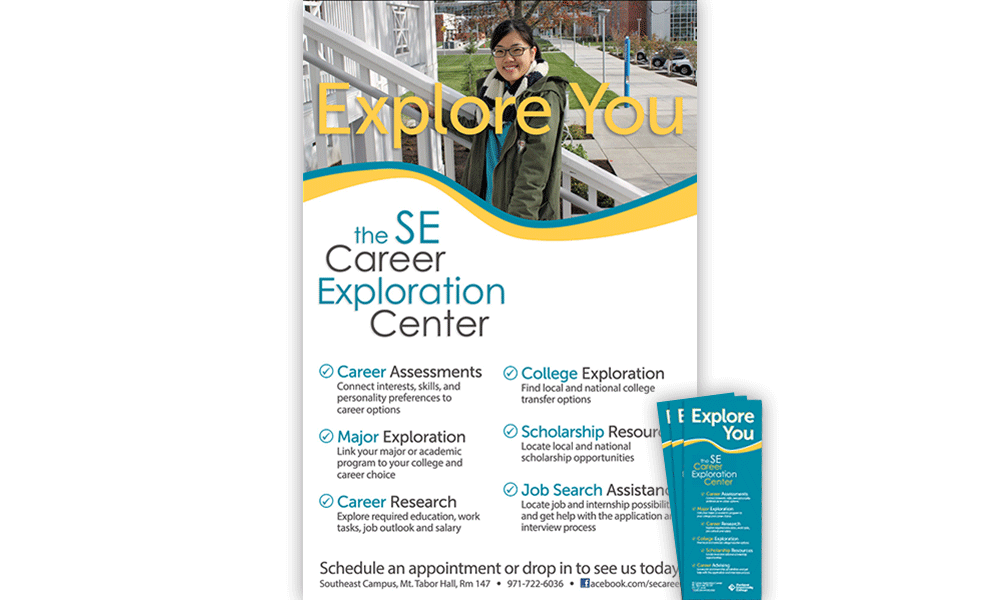 Explore You
the SE
Career
Exploration
Center
Career Assessments
Connect interests, skills, and
personality preferences to
career options
Major Exploration
Link your major or academic
program to your college and
career choice
Career Research
Explore required education, work
tasks, job outlook and salary
College Exploration
Find local and national college
transfer options
Scholarship
Locate local and national
scholarship opportunities
Job Search
Locate job and internship
and get help with the application
interview process
Schedule an appointment or drop in to see us today
Southeast Campus, Mt. Tabor Hall, Rm 147 • 971-722-6036 • facebook.com/secareer
E
E
Explore
You
the SE
Career
Exploration
Center
Career Assessments
Major Exploration
Career Research
College Exploration
Scholarship Resources
Career Advising